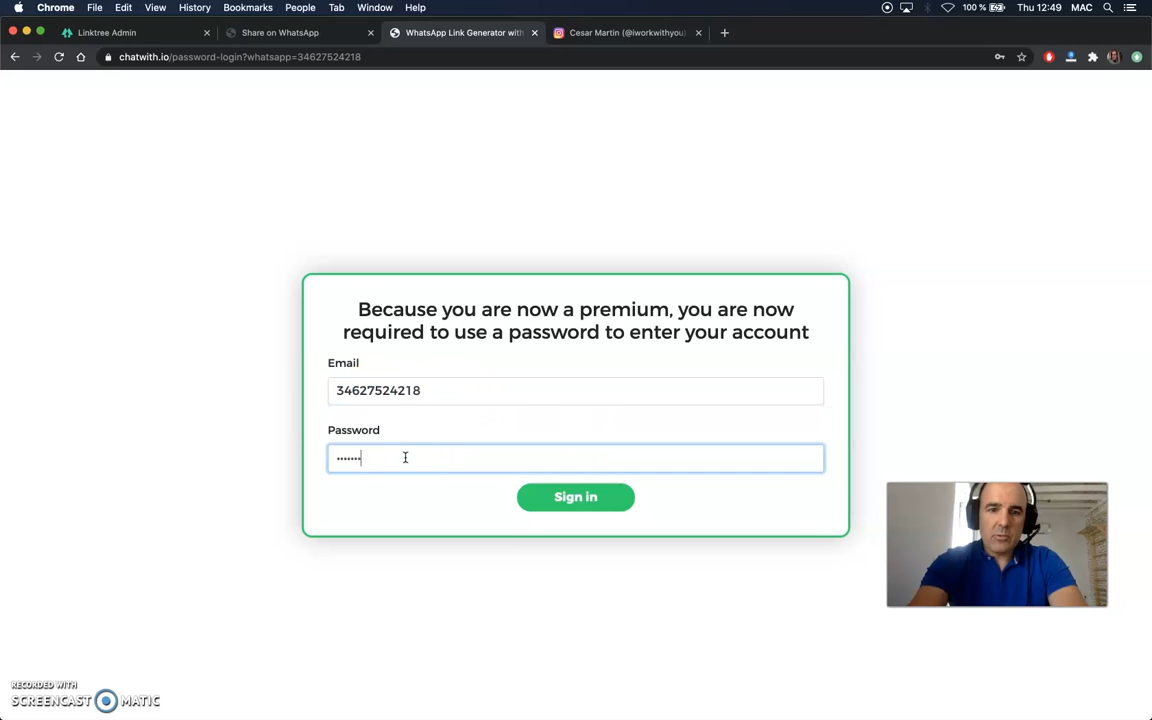 Chrome File Edit View History Bookmarks People Tab Window Help 100 % Thu 12:49 MAC
Linktree Admin Share on WhatsApp WhatsApp Link Generator with Cesar Martin (@iworkwithyou)
chatwith.io/password-login?whatsapp=34627524218
Because you are now a premium, you are now
required to use a password to enter your account
Email
34627524218
Password
Sign in
RECORDED WITH
SCREENCAST MATIC